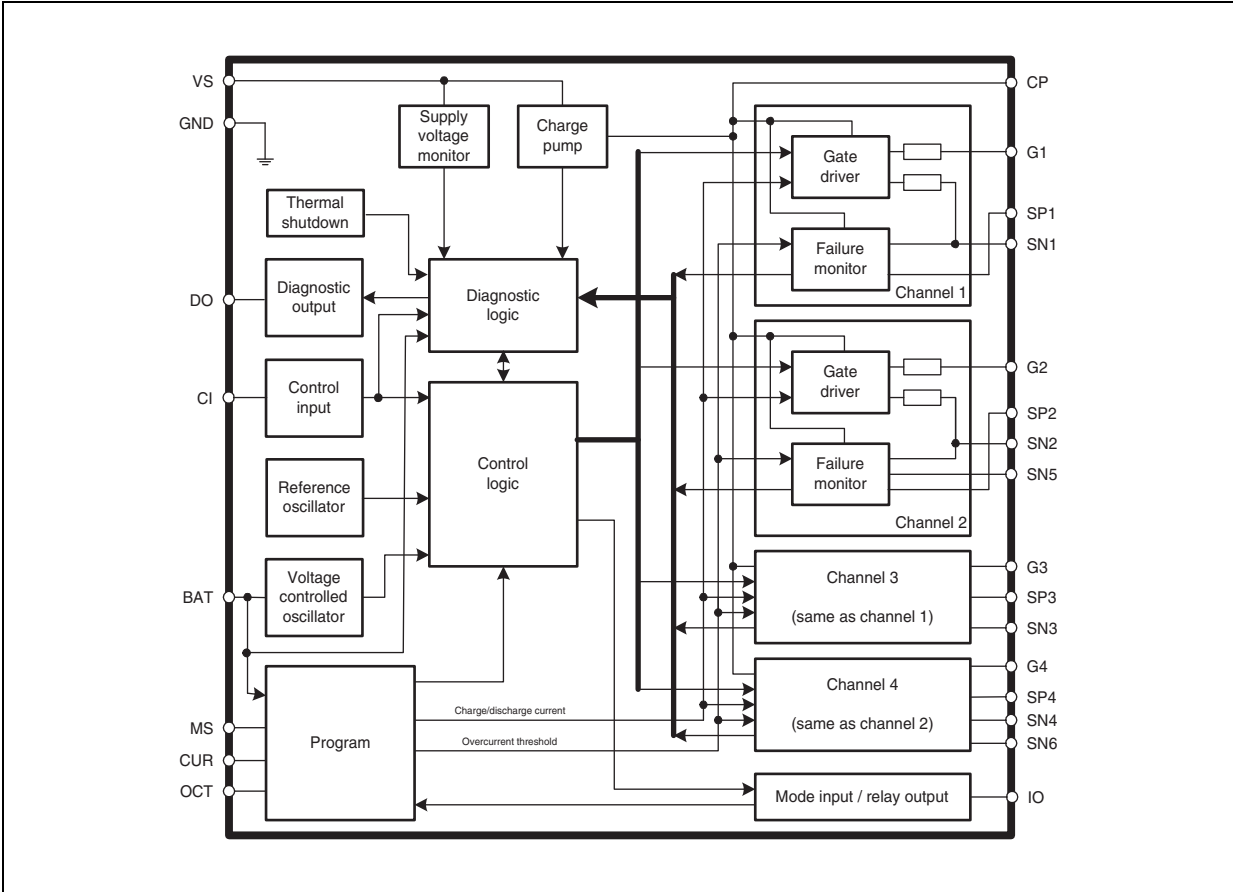 VS
GND
DO
CI
BAT
MS
CUR
OCT
Supply
voltage
monitor
Charge
pump
Thermal
shutdown
Diagnostic
output
Diagnostic
logic
Control
input
Control
logic
Reference
oscillator
Voltage
controlled
oscillator
Program
Charge/discharge current
Overcurrent threshold
Gate
driver
Failure
monitor
Channel 1
Gate
driver
Failure
monitor
Channel 2
Channel 3
(same as channel 1)
Channel 4
(same as channel 2)
Mode input / relay output
CP
G1
SP1
SN1
G2
SP2
SN2
SN5
G3
SP3
SN3
G4
SP4
SN4
SN6
IO